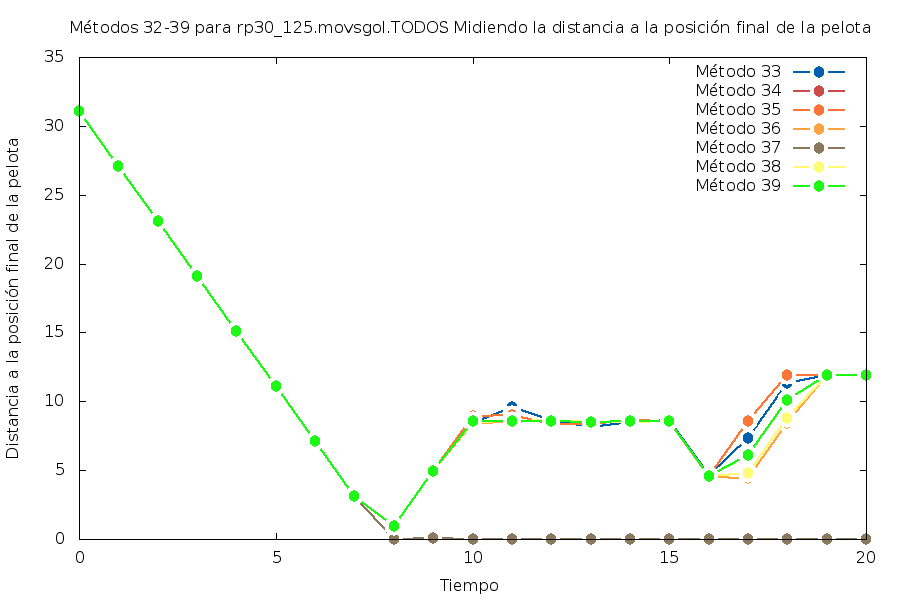 Métodos 32-39 para rp30_125.movsgol.TODOS Midiendo la distancia a la posición final de la pelota
35
30
25
20
15
10
5
0
Distancia a la posición final de la pelota
Método 33
Método 34
Método 35
Método 36
Método 37
Método 38
Método 39
0
5
10
15
20
Tiempo